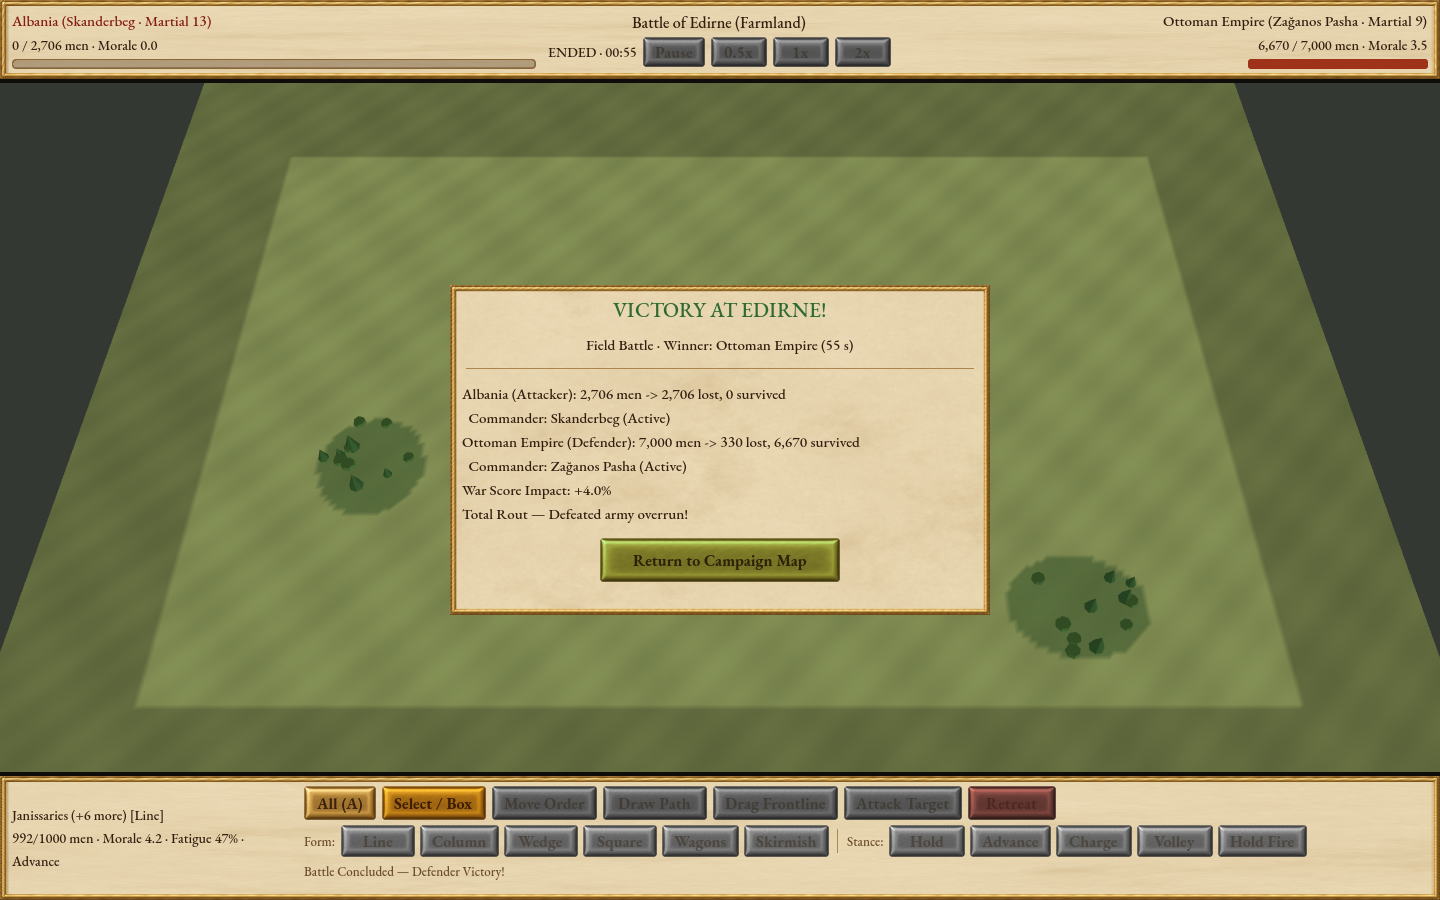 Albania (Skanderbeg · Martial 13)
0 / 2,706 men · Morale 0.0
Battle of Edirne (Farmland)
ENDED · 00:55
Pause
0.5x
1x
2x
Ottoman Empire (Zağanos Pasha · Martial 9)
6,670 / 7,000 men · Morale 3.5
VICTORY AT EDIRNE!
Field Battle · Winner: Ottoman Empire (55 s)
Albania (Attacker): 2,706 men -> 2,706 lost, 0 survived
Commander: Skanderbeg (Active)
Ottoman Empire (Defender): 7,000 men -> 330 lost, 6,670 survived
Commander: Zağanos Pasha (Active)
War Score Impact: +4.0%
Total Rout — Defeated army overrun!
Return to Campaign Map
Janissaries (+6 more) [Line]
992/1000 men · Morale 4.2 · Fatigue 47% ·
Advance
All (A)
Select / Box
Move Order
Draw Path
Drag Frontline
Attack Target
Retreat
Form:
Line
Column
Wedge
Square
Wagons
Skirmish
Stance:
Hold
Advance
Charge
Volley
Hold Fire
Battle Concluded — Defender Victory!